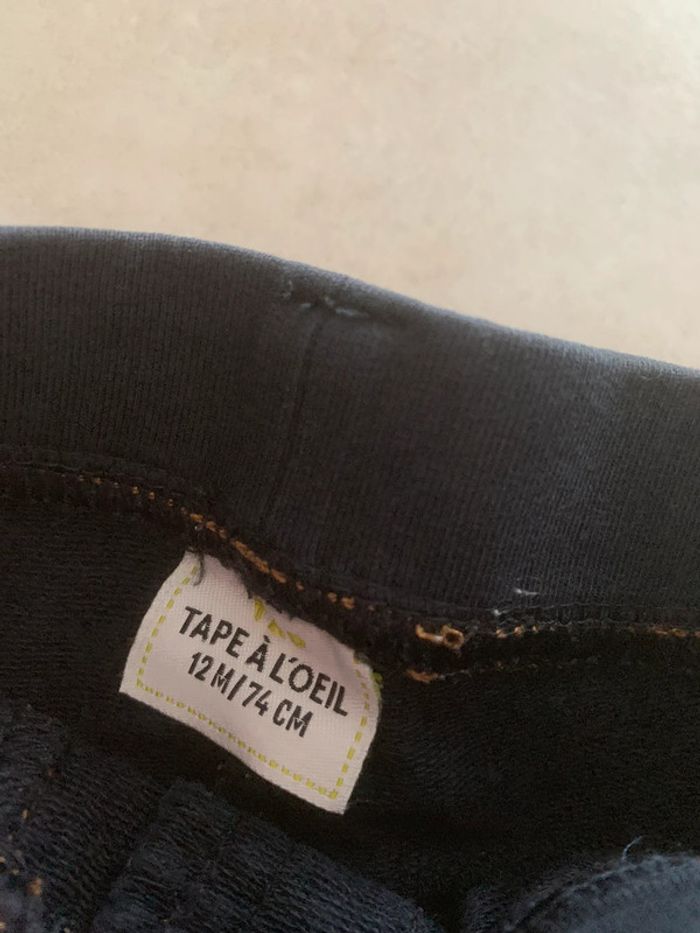 TAPE À L'OEIL
12 M/74 CM